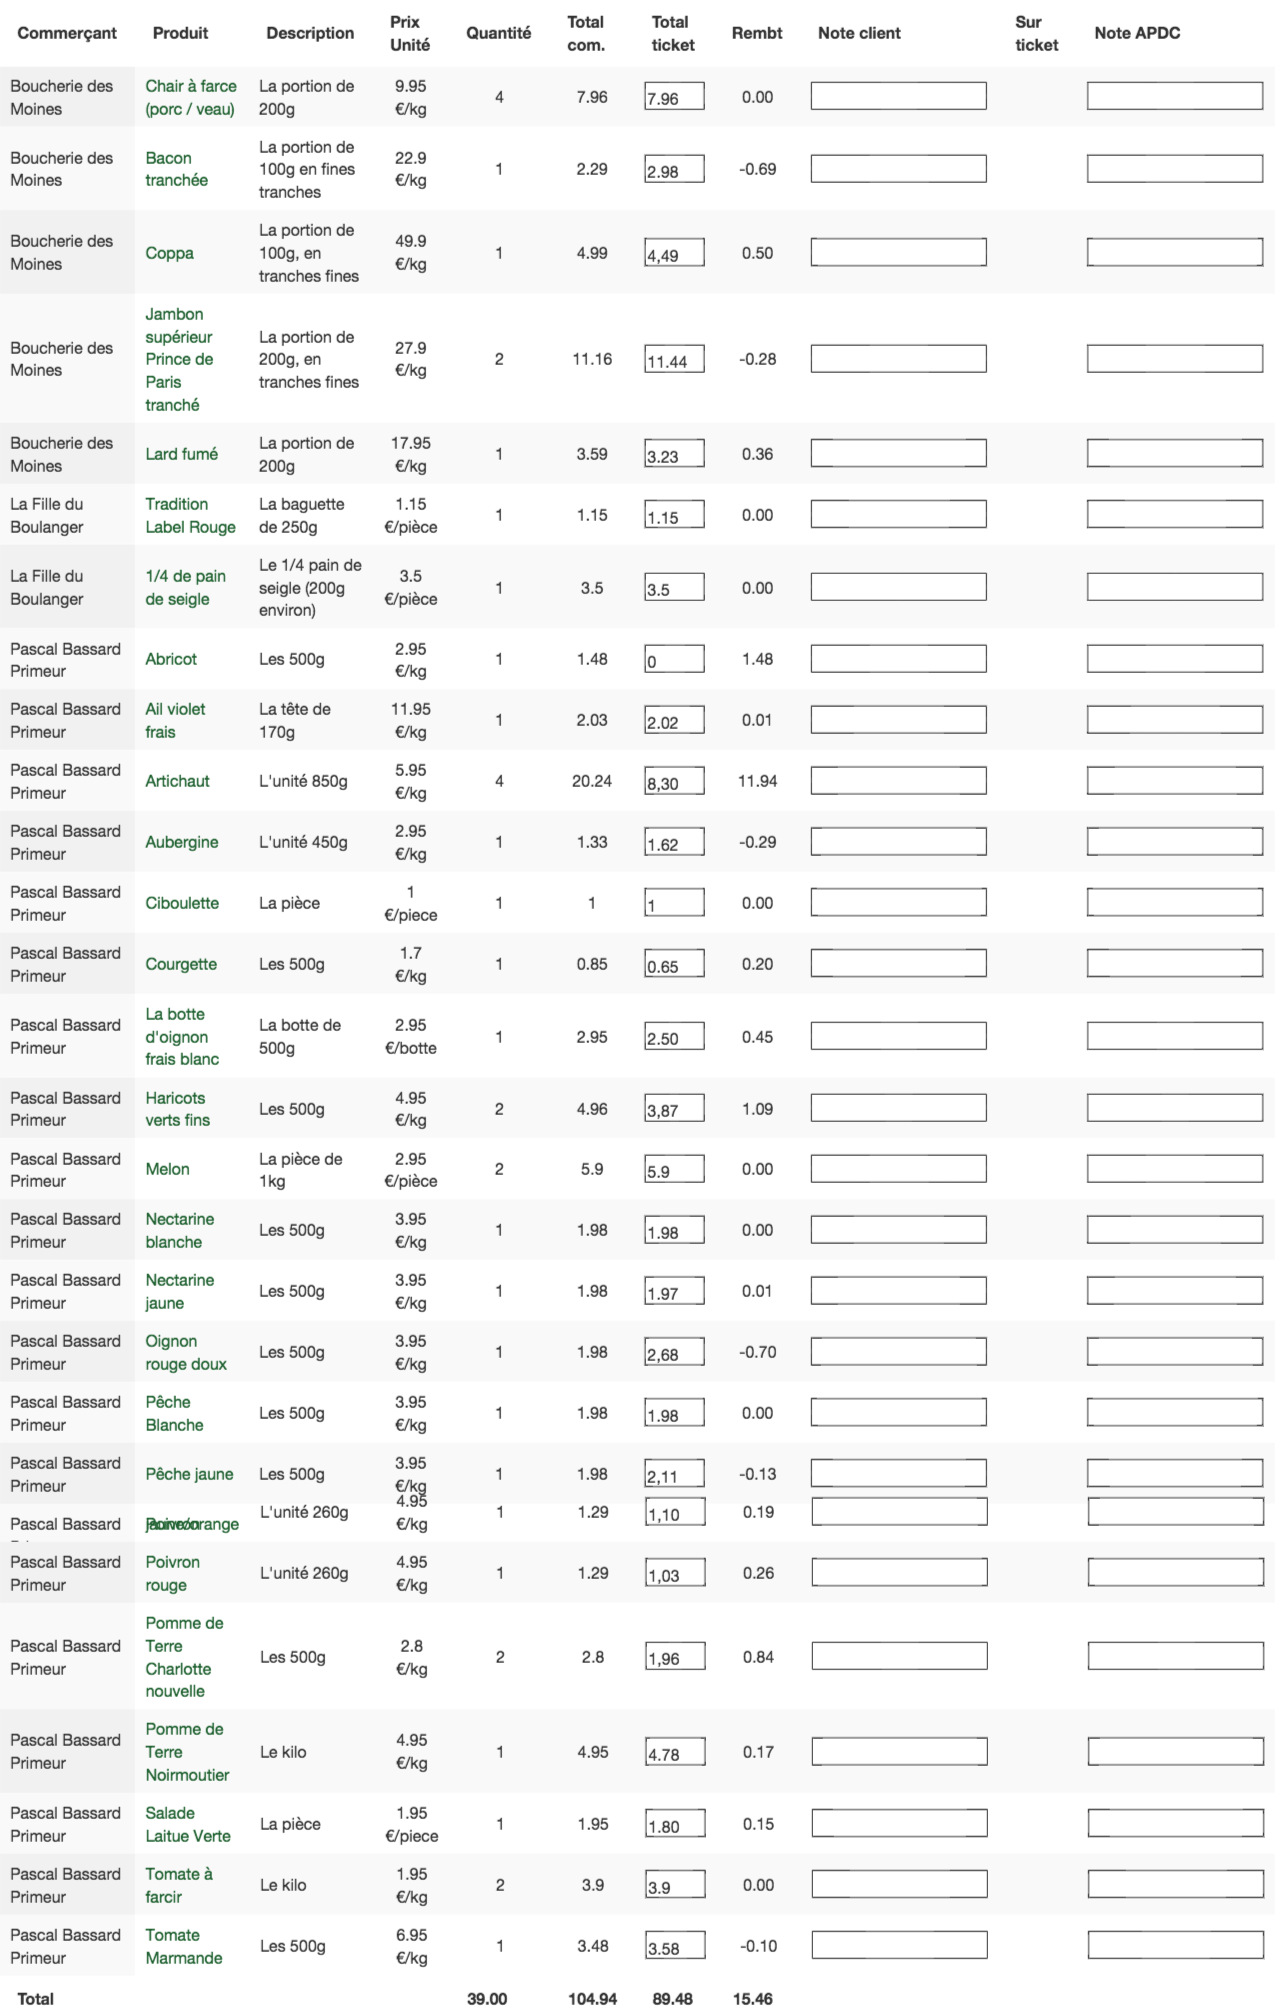 Commerçant Produit Description Prix Unité Quantité Total com. Total ticket Rembt Note client Sur ticket Note APDC
Boucherie des Moines Chair à farce (porc / veau) La portion de 200g 9.95 €/kg 4 7.96 7.96 0.00
Boucherie des Moines Bacon tranchée La portion de 100g en fines tranches 22.9 €/kg 1 2.29 2.98 -0.69
Boucherie des Moines Coppa La portion de 100g, en tranches fines 49.9 €/kg 1 4.99 4,49 0.50
Boucherie des Moines Jambon supérieur Prince de Paris tranché La portion de 200g, en tranches fines 27.9 €/kg 2 11.16 11.44 -0.28
Boucherie des Moines Lard fumé La portion de 200g 17.95 €/kg 1 3.59 3.23 0.36
La Fille du Boulanger Tradition Label Rouge La baguette de 250g 1.15 €/pièce 1 1.15 1.15 0.00
La Fille du Boulanger 1/4 de pain de seigle Le 1/4 pain de seigle (200g environ) 3.5 €/pièce 1 3.5 3.5 0.00
Pascal Bassard Primeur Abricot Les 500g 2.95 €/kg 1 1.48 0 1.48
Pascal Bassard Primeur Ail violet frais La tête de 170g 11.95 €/kg 1 2.03 2.02 0.01
Pascal Bassard Primeur Artichaut L'unité 850g 5.95 €/kg 4 20.24 8,30 11.94
Pascal Bassard Primeur Aubergine L'unité 450g 2.95 €/kg 1 1.33 1.62 -0.29
Pascal Bassard Primeur Ciboulette La pièce 1 €/piece 1 1 1 0.00
Pascal Bassard Primeur Courgette Les 500g 1.7 €/kg 1 0.85 0.65 0.20
Pascal Bassard Primeur La botte d'oignon frais blanc La botte de 500g 2.95 €/botte 1 2.95 2.50 0.45
Pascal Bassard Primeur Haricots verts fins Les 500g 4.95 €/kg 2 4.96 3,87 1.09
Pascal Bassard Primeur Melon La pièce de 1kg 2.95 €/pièce 2 5.9 5.9 0.00
Pascal Bassard Primeur Nectarine blanche Les 500g 3.95 €/kg 1 1.98 1.98 0.00
Pascal Bassard Primeur Nectarine jaune Les 500g 3.95 €/kg 1 1.98 1.97 0.01
Pascal Bassard Primeur Oignon rouge doux Les 500g 3.95 €/kg 1 1.98 2,68 -0.70
Pascal Bassard Primeur Pêche Blanche Les 500g 3.95 €/kg 1 1.98 1.98 0.00
Pascal Bassard Primeur Pêche jaune Les 500g 3.95 €/kg 1 1.98 2,11 -0.13
Pascal Bassard L'unité 260g 4.95 €/kg 1 1.29 1,10 0.19
Pascal Bassard Primeur Poivron rouge L'unité 260g 4.95 €/kg 1 1.29 1,03 0.26
Pascal Bassard Primeur Pomme de Terre Charlotte nouvelle Les 500g 2.8 €/kg 2 2.8 1,96 0.84
Pascal Bassard Primeur Pomme de Terre Noirmoutier Le kilo 4.95 €/kg 1 4.95 4.78 0.17
Pascal Bassard Primeur Salade Laitue Verte La pièce 1.95 €/piece 1 1.95 1.80 0.15
Pascal Bassard Primeur Tomate à farcir Le kilo 1.95 €/kg 2 3.9 3.9 0.00
Pascal Bassard Primeur Tomate Marmande Les 500g 6.95 €/kg 1 3.48 3.58 -0.10
Total 39.00 104.94 89.48 15.46